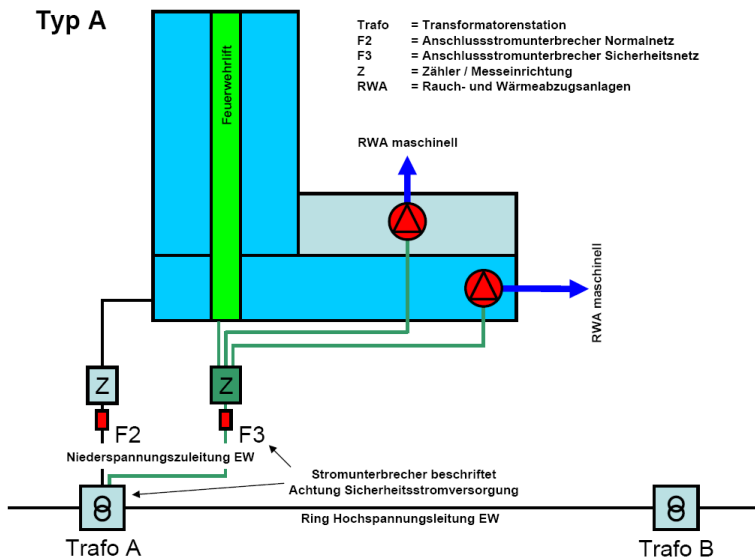 Typ A
Trafo = Transformatorenstation
F2 = Anschlussstromunterbrecher Normalnetz
F3 = Anschlussstromunterbrecher Sicherheitsnetz
Z = Zähler / Messeinrichtung
RWA = Rauch- und Wärmeabzugsanlagen
Feuerwehrlift
RWA maschinell
RWA maschinell
Z
Z
F2
F3
Niederspannungszuleitung EW
Stromunterbrecher beschriftet
Achtung Sicherheitsstromversorgung
Ring Hochspannungsleitung EW
Trafo A
Trafo B